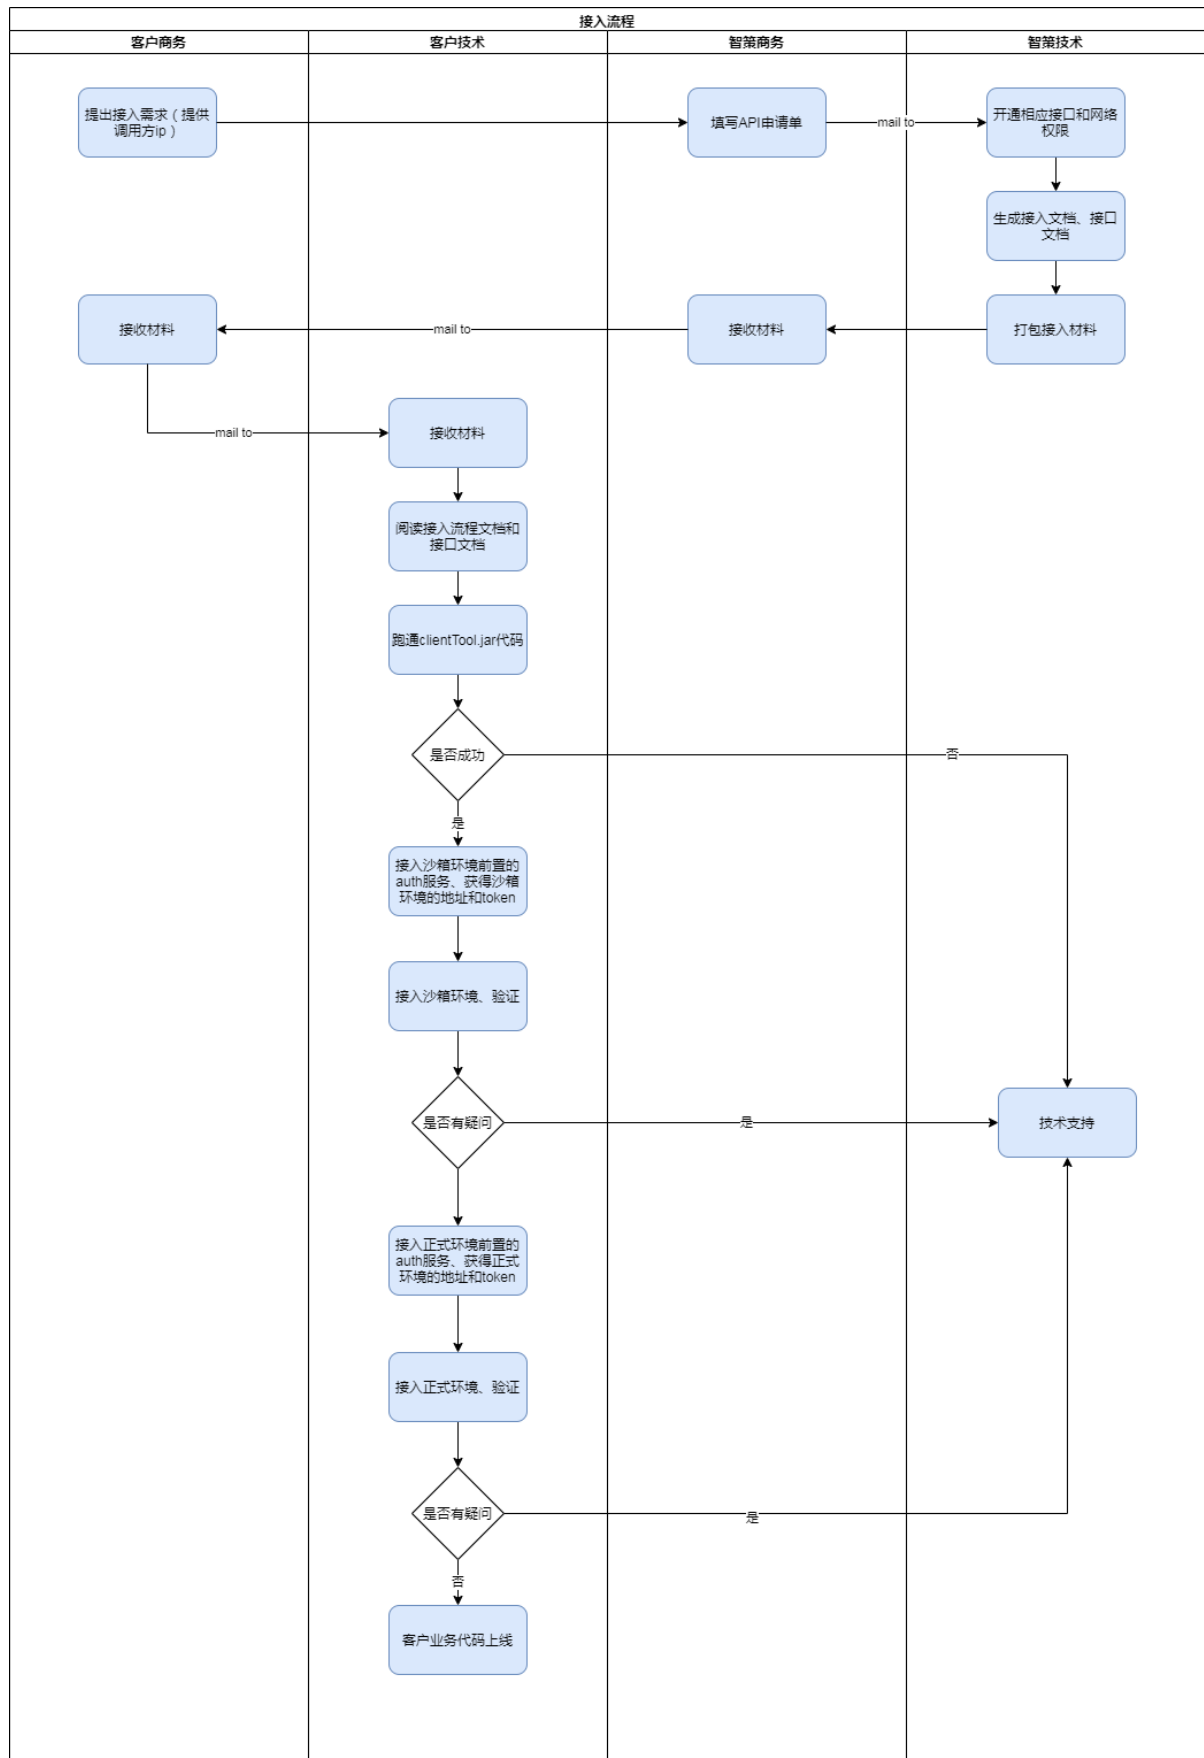 接入流程
客户商务
客户技术
智策商务
智策技术
提出接入需求（提供
调用方ip）
填写API申请单
mail to
开通相应接口和网络
权限
生成接入文档、接口
文档
接收材料
mail to
接收材料
打包接入材料
mail to
接收材料
阅读接入流程文档和
接口文档
跑通clientTool.jar代码
是否成功
否
是
接入沙箱环境前置的
auth服务、获得沙箱
环境的地址和token
接入沙箱环境、验证
是否有疑问
是
技术支持
接入正式环境前置的
auth服务、获得正式
环境的地址和token
接入正式环境、验证
是否有疑问
是
否
客户业务代码上线